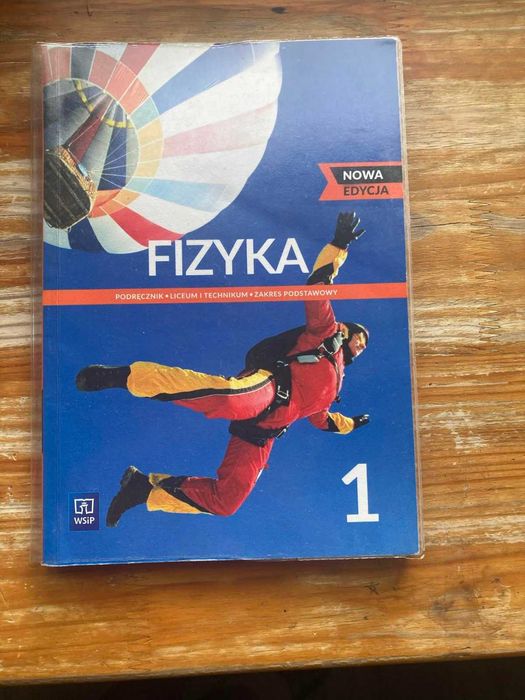 NOWA
EDYCJA
FIZYKA
PODRĘCZNIK • LICEUM I TECHNIKUM • ZAKRES PODSTAWOWY
1
WSiP